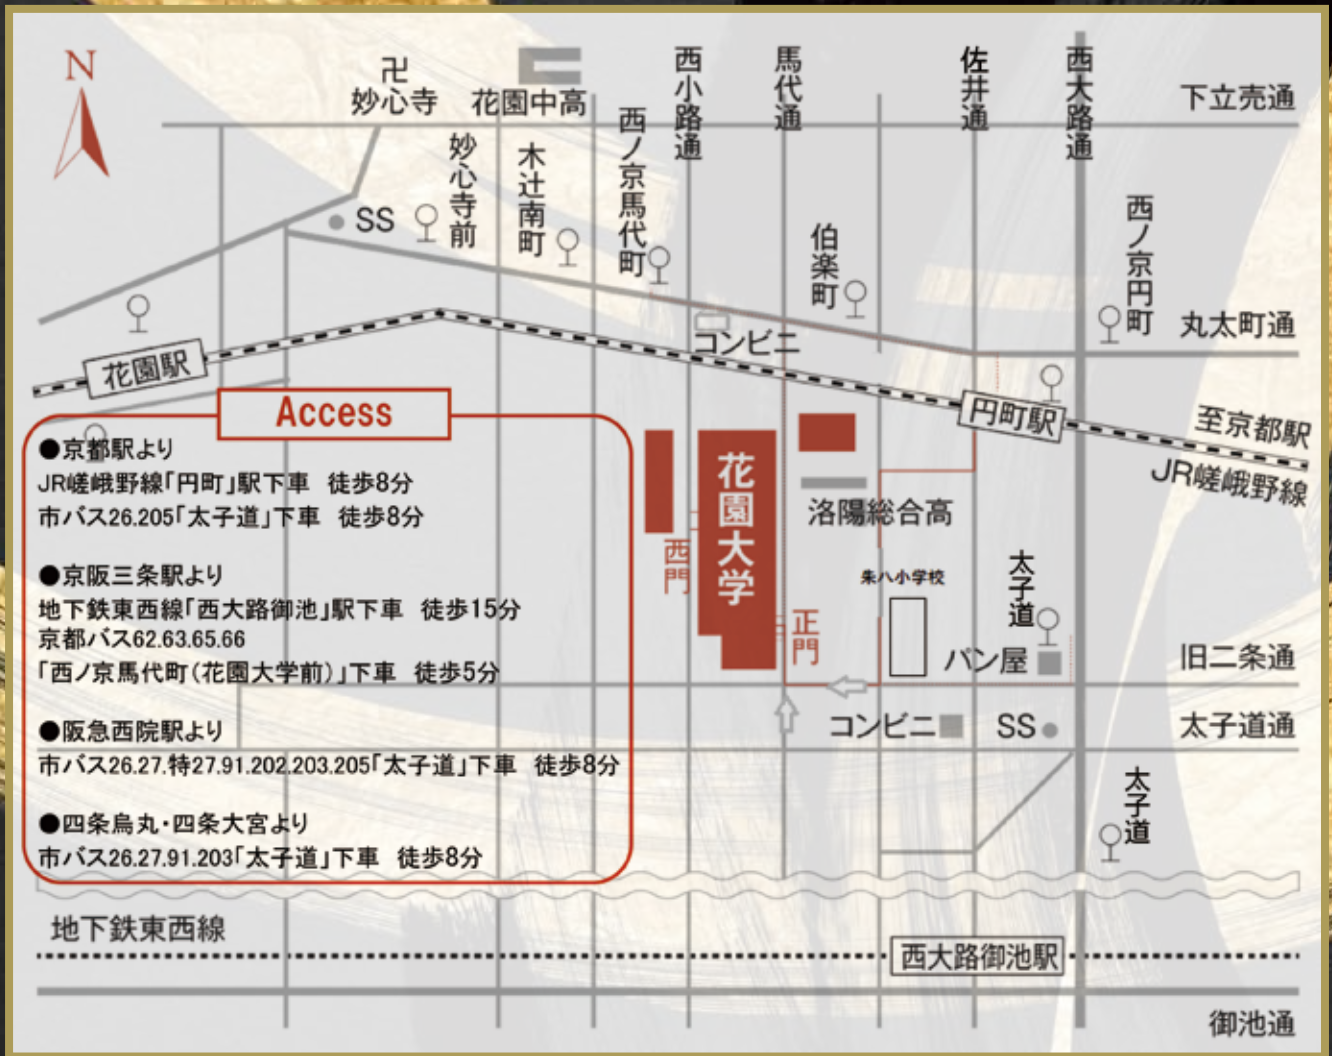 N
卍
妙心寺
花園中高
西小路通
馬代通
佐井通
西大路通
下立売通
妙心寺前
木辻南町
西ノ京馬代町
SS
伯楽町
西ノ京円町
丸太町通
コンビニ
花園駅
円町駅
至京都駅
JR嵯峨野線
Access
●京都駅より
JR嵯峨野線「円町」駅下車 徒歩8分
市バス26.205「太子道」下車 徒歩8分
●京阪三条駅より
地下鉄東西線「西大路御池」駅下車 徒歩15分
京都バス62.63.65.66
「西ノ京馬代町(花園大学前)」下車 徒歩5分
●阪急西院駅より
市バス26.27.特27.91.202.203.205「太子道」下車 徒歩8分
●四条烏丸・四条大宮より
市バス26.27.91.203「太子道」下車 徒歩8分
花園大学
西門
正門
洛陽総合高
朱八小学校
太子道
パン屋
旧二条通
コンビニ
SS
太子道通
太子道
地下鉄東西線
西大路御池駅
御池通